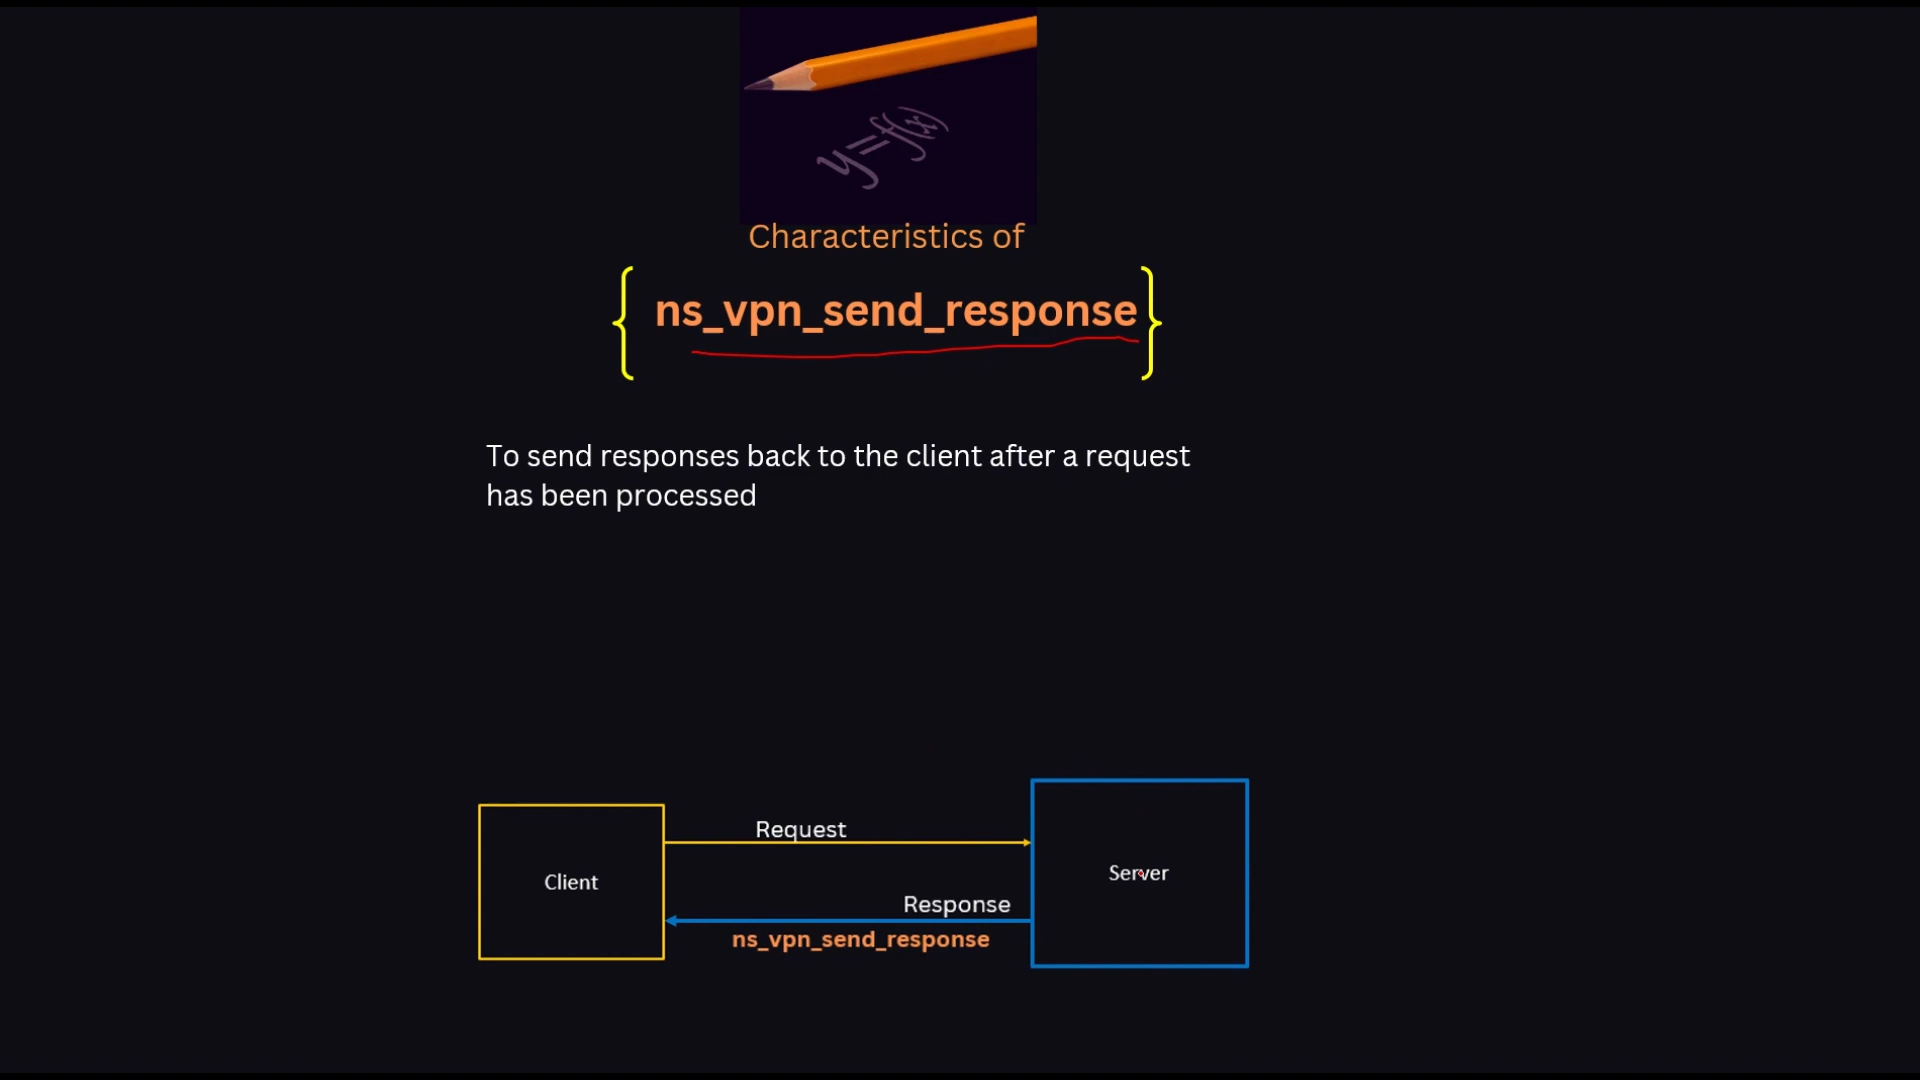 y=f(x)
Characteristics of
{ ns_vpn_send_response }
To send responses back to the client after a request
has been processed
Request
Client
Server
Response
ns_vpn_send_response